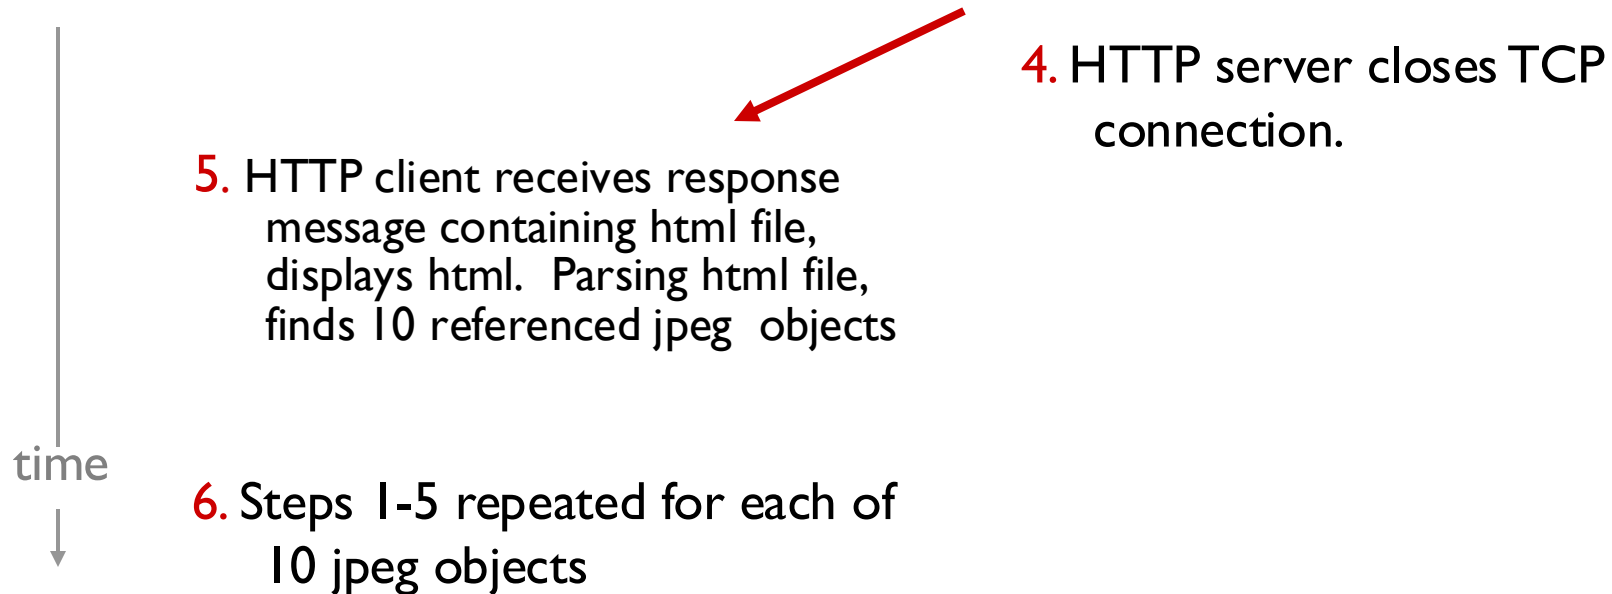 4. HTTP server closes TCP
connection.
5. HTTP client receives response
message containing html file,
displays html.  Parsing html file,
finds 10 referenced jpeg  objects
time
6. Steps 1-5 repeated for each of
10 jpeg objects